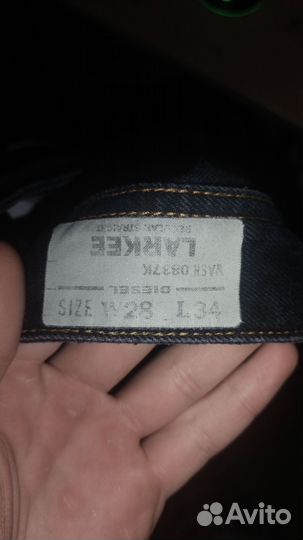 SIZE W28 L34
DIESEL
WASH 0837K
LARKEE
REGULAR STRAIGHT
Avito